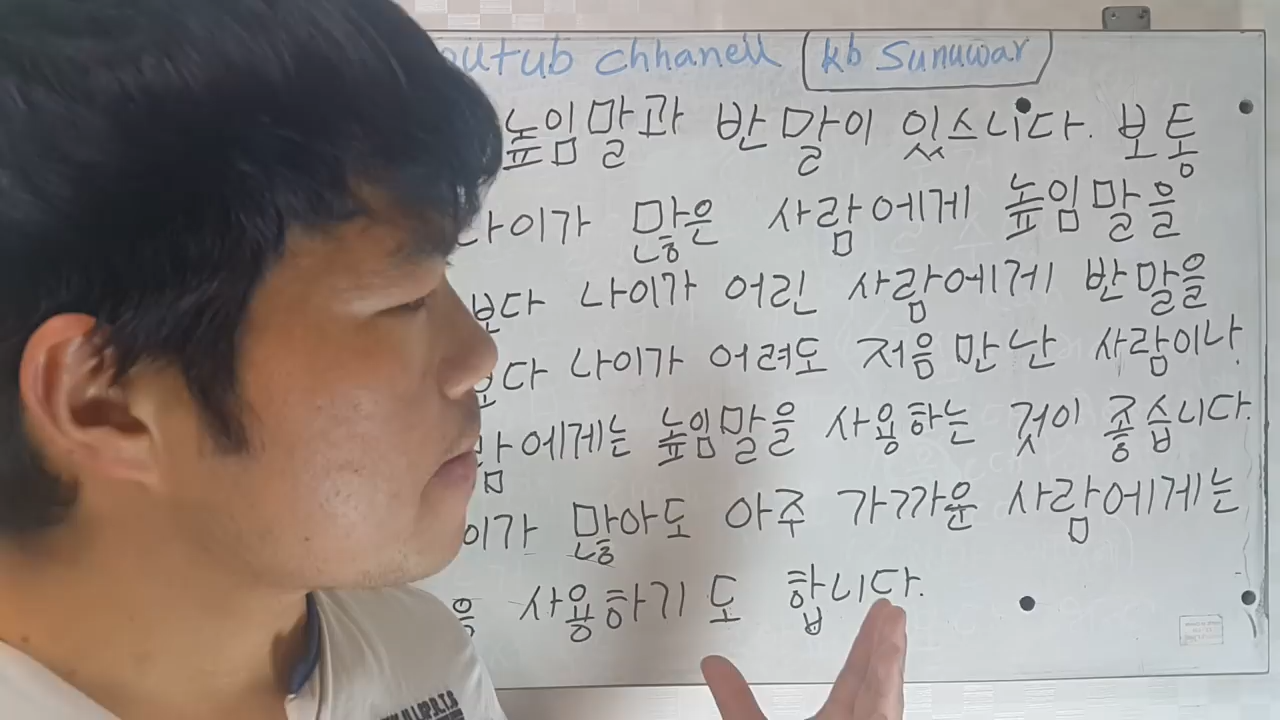 outub chhanell kb Sunuwar
높임말과 반말이 있스니다. 보통
나이가 많은 사람에게 높임말을
보다 나이가 어린 사람에게 반말을
보다 나이가 어려도 저음 만난 사람이나
람에게는 높임말을 사용하는 것이 좋습니다.
이가 많아도 아주 가까운 사람에게는
을 사용하기도 합니다.